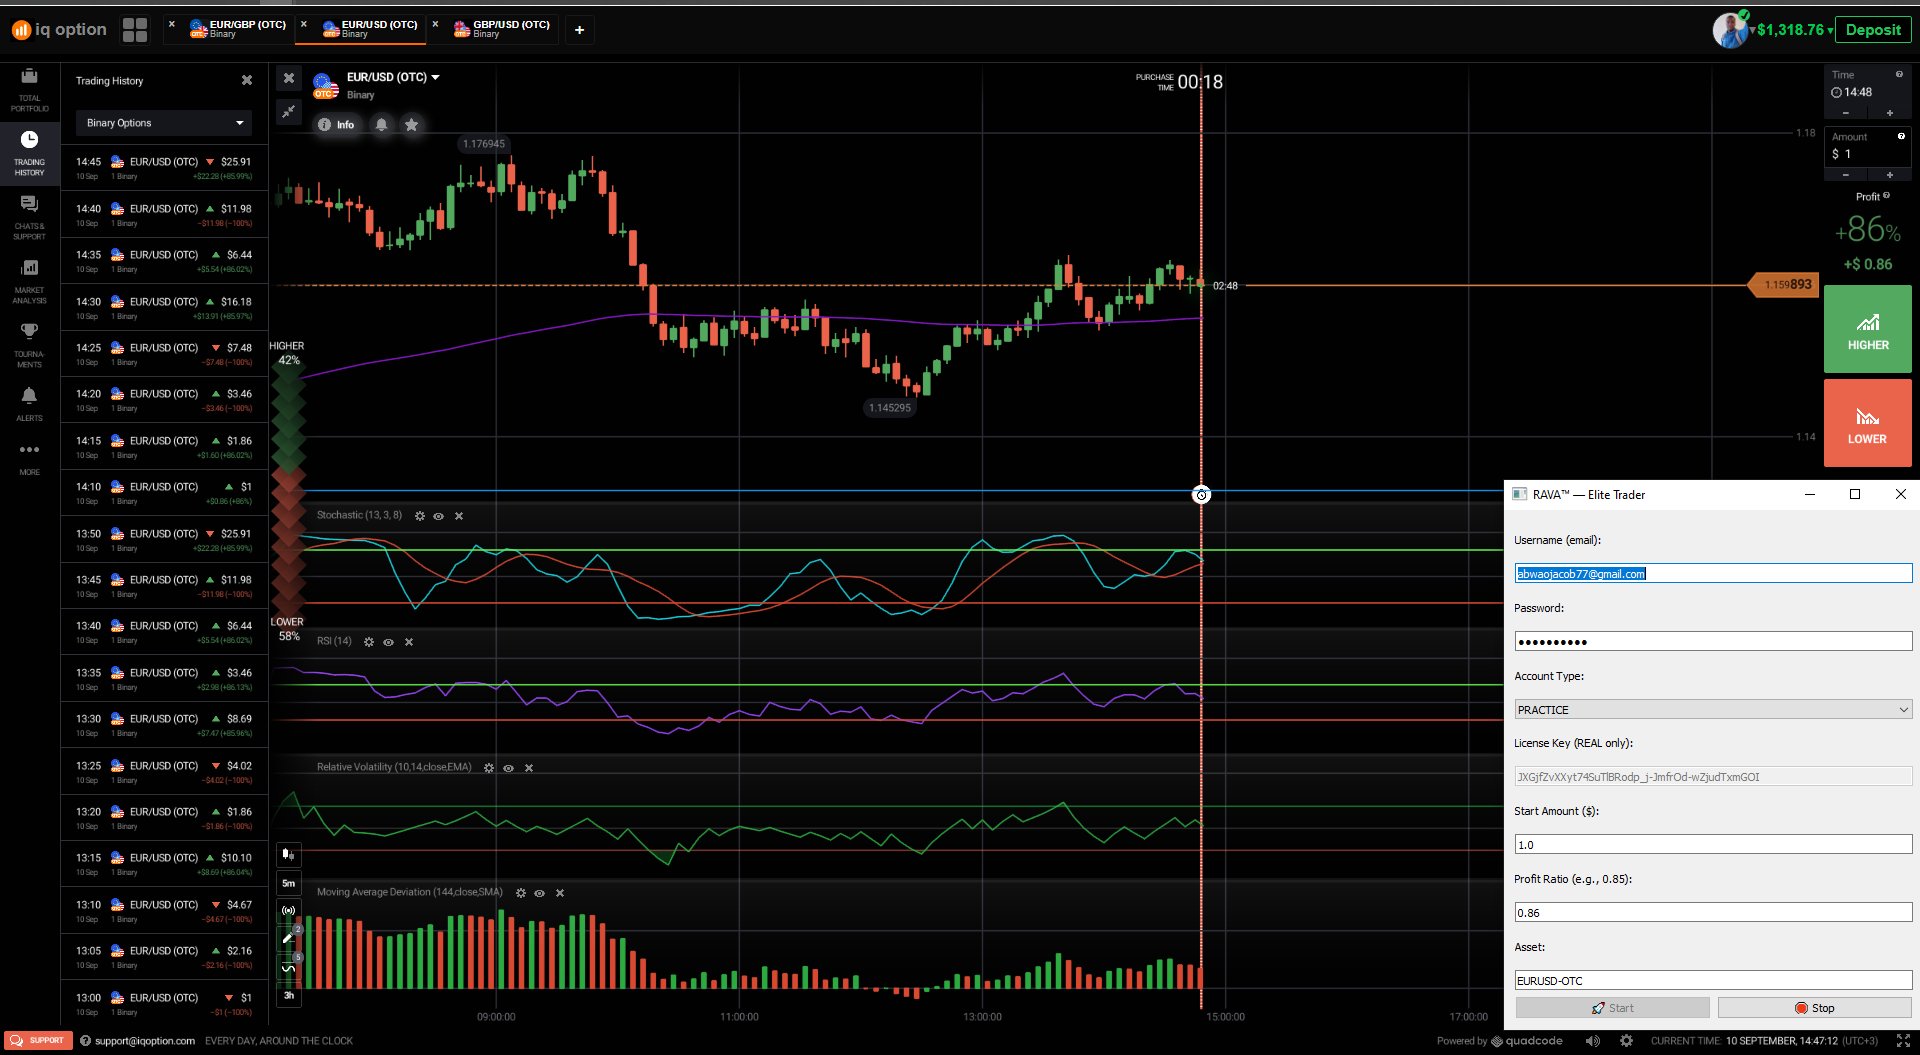 iq option
EUR/GBP (OTC)
Binary
EUR/USD (OTC)
Binary
GBP/USD (OTC)
Binary
+
$1,318.76
Deposit
TOTAL
PORTFOLIO
TRADING
HISTORY
CHATS &
SUPPORT
MARKET
ANALYSIS
TOURNA-
MENTS
ALERTS
MORE
Trading History
Binary Options
14:45 EUR/USD (OTC) $25.91
10 Sep 1 Binary +$22.28 (+85.99%)
14:40 EUR/USD (OTC) $11.98
10 Sep 1 Binary −$11.98 (−100%)
14:35 EUR/USD (OTC) $6.44
10 Sep 1 Binary +$5.54 (+86.02%)
14:30 EUR/USD (OTC) $16.18
10 Sep 1 Binary +$13.91 (+85.97%)
14:25 EUR/USD (OTC) $7.48
10 Sep 1 Binary −$7.48 (−100%)
14:20 EUR/USD (OTC) $3.46
10 Sep 1 Binary −$3.46 (−100%)
14:15 EUR/USD (OTC) $1.86
10 Sep 1 Binary +$1.60 (+86.02%)
14:10 EUR/USD (OTC) $1
10 Sep 1 Binary +$0.86 (+86%)
13:50 EUR/USD (OTC) $25.91
10 Sep 1 Binary +$22.28 (+85.99%)
13:45 EUR/USD (OTC) $11.98
10 Sep 1 Binary −$11.98 (−100%)
13:40 EUR/USD (OTC) $6.44
10 Sep 1 Binary +$5.54 (+86.02%)
13:35 EUR/USD (OTC) $3.46
10 Sep 1 Binary +$2.98 (+86.13%)
13:30 EUR/USD (OTC) $8.69
10 Sep 1 Binary +$7.47 (+85.96%)
13:25 EUR/USD (OTC) $4.02
10 Sep 1 Binary −$4.02 (−100%)
13:20 EUR/USD (OTC) $1.86
10 Sep 1 Binary −$1.86 (−100%)
13:15 EUR/USD (OTC) $10.10
10 Sep 1 Binary +$8.69 (+86.04%)
13:10 EUR/USD (OTC) $4.67
10 Sep 1 Binary −$4.67 (−100%)
13:05 EUR/USD (OTC) $2.16
10 Sep 1 Binary −$2.16 (−100%)
13:00 EUR/USD (OTC) $1
10 Sep 1 Binary −$1 (−100%)
EUR/USD (OTC)
OTC
Binary
Info
PURCHASE
TIME 00:18
1.176945
1.18
02:48
1.159893
1.145295
1.14
HIGHER
42%
LOWER
58%
Stochastic (13, 3, 8)
RSI (14)
Relative Volatility (10,14,close,EMA)
Moving Average Deviation (144,close,SMA)
5m
2
5
3h
09:00:00 11:00:00 13:00:00 15:00:00 17:00:00
Time
14:48
− +
Amount
$ 1
− +
Profit
+86%
+$ 0.86
HIGHER
LOWER
RAVA™ — Elite Trader
Username (email):
abwaojacob77@gmail.com
Password:
Account Type:
PRACTICE
License Key (REAL only):
Start Amount ($):
1.0
Profit Ratio (e.g., 0.85):
0.86
Asset:
EURUSD-OTC
Start
Stop
SUPPORT
support@iqoption.com EVERY DAY, AROUND THE CLOCK
Powered by quadcode
CURRENT TIME: 10 SEPTEMBER, 14:47:12 (UTC+3)